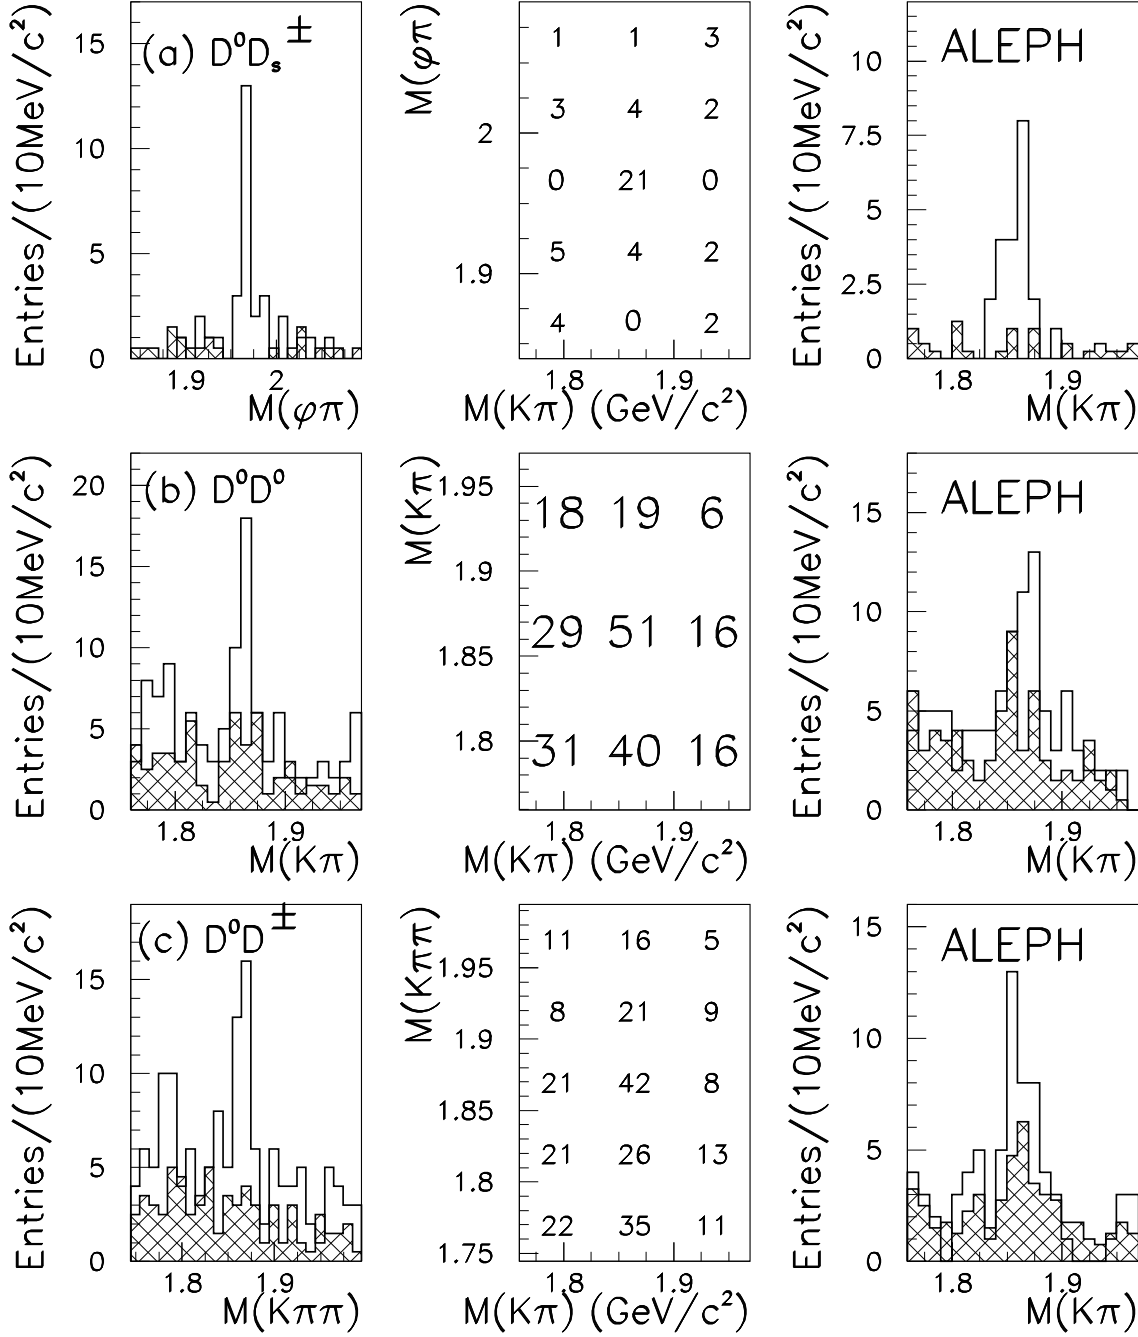 Entries/(10MeV/c²)
(a) D⁰Dₛ±
15
10
5
0
1.9 2
M(φπ)
M(φπ)
2
1.9
1 1 3
3 4 2
0 21 0
5 4 2
4 0 2
1.8 1.9
M(Kπ) (GeV/c²)
Entries/(10MeV/c²)
ALEPH
10
7.5
5
2.5
0
1.8 1.9
M(Kπ)
Entries/(10MeV/c²)
(b) D⁰D⁰
20
15
10
5
0
1.8 1.9
M(Kπ)
M(Kπ)
1.95
1.9
1.85
1.8
18 19 6
29 51 16
31 40 16
1.8 1.9
M(Kπ) (GeV/c²)
Entries/(10MeV/c²)
ALEPH
15
10
5
0
1.8 1.9
M(Kπ)
Entries/(10MeV/c²)
(c) D⁰D±
15
10
5
0
1.8 1.9
M(Kππ)
M(Kππ)
1.95
1.9
1.85
1.8
1.75
11 16 5
8 21 9
21 42 8
21 26 13
22 35 11
1.8 1.9
M(Kπ) (GeV/c²)
Entries/(10MeV/c²)
ALEPH
15
10
5
0
1.8 1.9
M(Kπ)